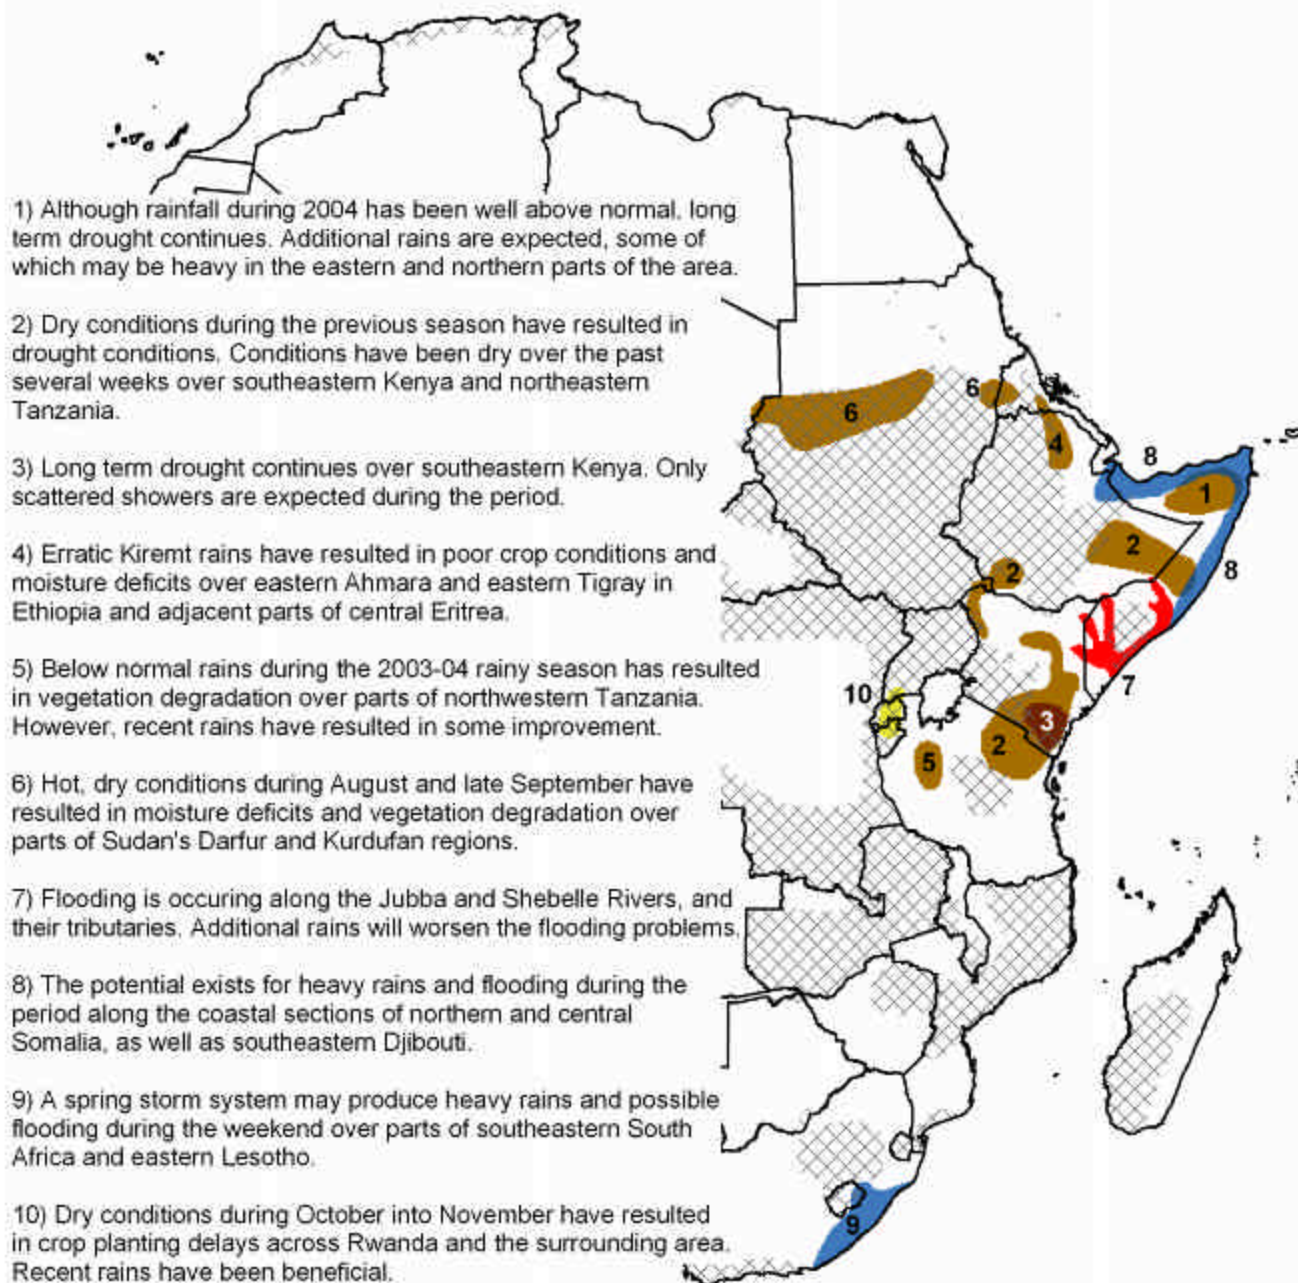 1) Although rainfall during 2004 has been well above normal, long
term drought continues. Additional rains are expected, some of
which may be heavy in the eastern and northern parts of the area.
2) Dry conditions during the previous season have resulted in
drought conditions. Conditions have been dry over the past
several weeks over southeastern Kenya and northeastern
Tanzania.
3) Long term drought continues over southeastern Kenya. Only
scattered showers are expected during the period.
4) Erratic Kiremt rains have resulted in poor crop conditions and
moisture deficits over eastern Ahmara and eastern Tigray in
Ethiopia and adjacent parts of central Eritrea.
5) Below normal rains during the 2003-04 rainy season has resulted
in vegetation degradation over parts of northwestern Tanzania.
However, recent rains have resulted in some improvement.
6) Hot, dry conditions during August and late September have
resulted in moisture deficits and vegetation degradation over
parts of Sudan's Darfur and Kurdufan regions.
7) Flooding is occuring along the Jubba and Shebelle Rivers, and
their tributaries. Additional rains will worsen the flooding problems.
8) The potential exists for heavy rains and flooding during the
period along the coastal sections of northern and central
Somalia, as well as southeastern Djibouti.
9) A spring storm system may produce heavy rains and possible
flooding during the weekend over parts of southeastern South
Africa and eastern Lesotho.
10) Dry conditions during October into November have resulted
in crop planting delays across Rwanda and the surrounding area.
Recent rains have been beneficial.
6
6
4
8
1
2
8
2
7
10
3
2
5
9